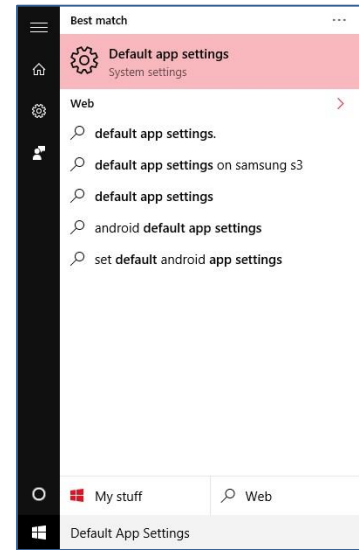 Best match
Default app settings
System settings
Web
default app settings.
default app settings on samsung s3
default app settings
android default app settings
set default android app settings
My stuff
Web
Default App Settings